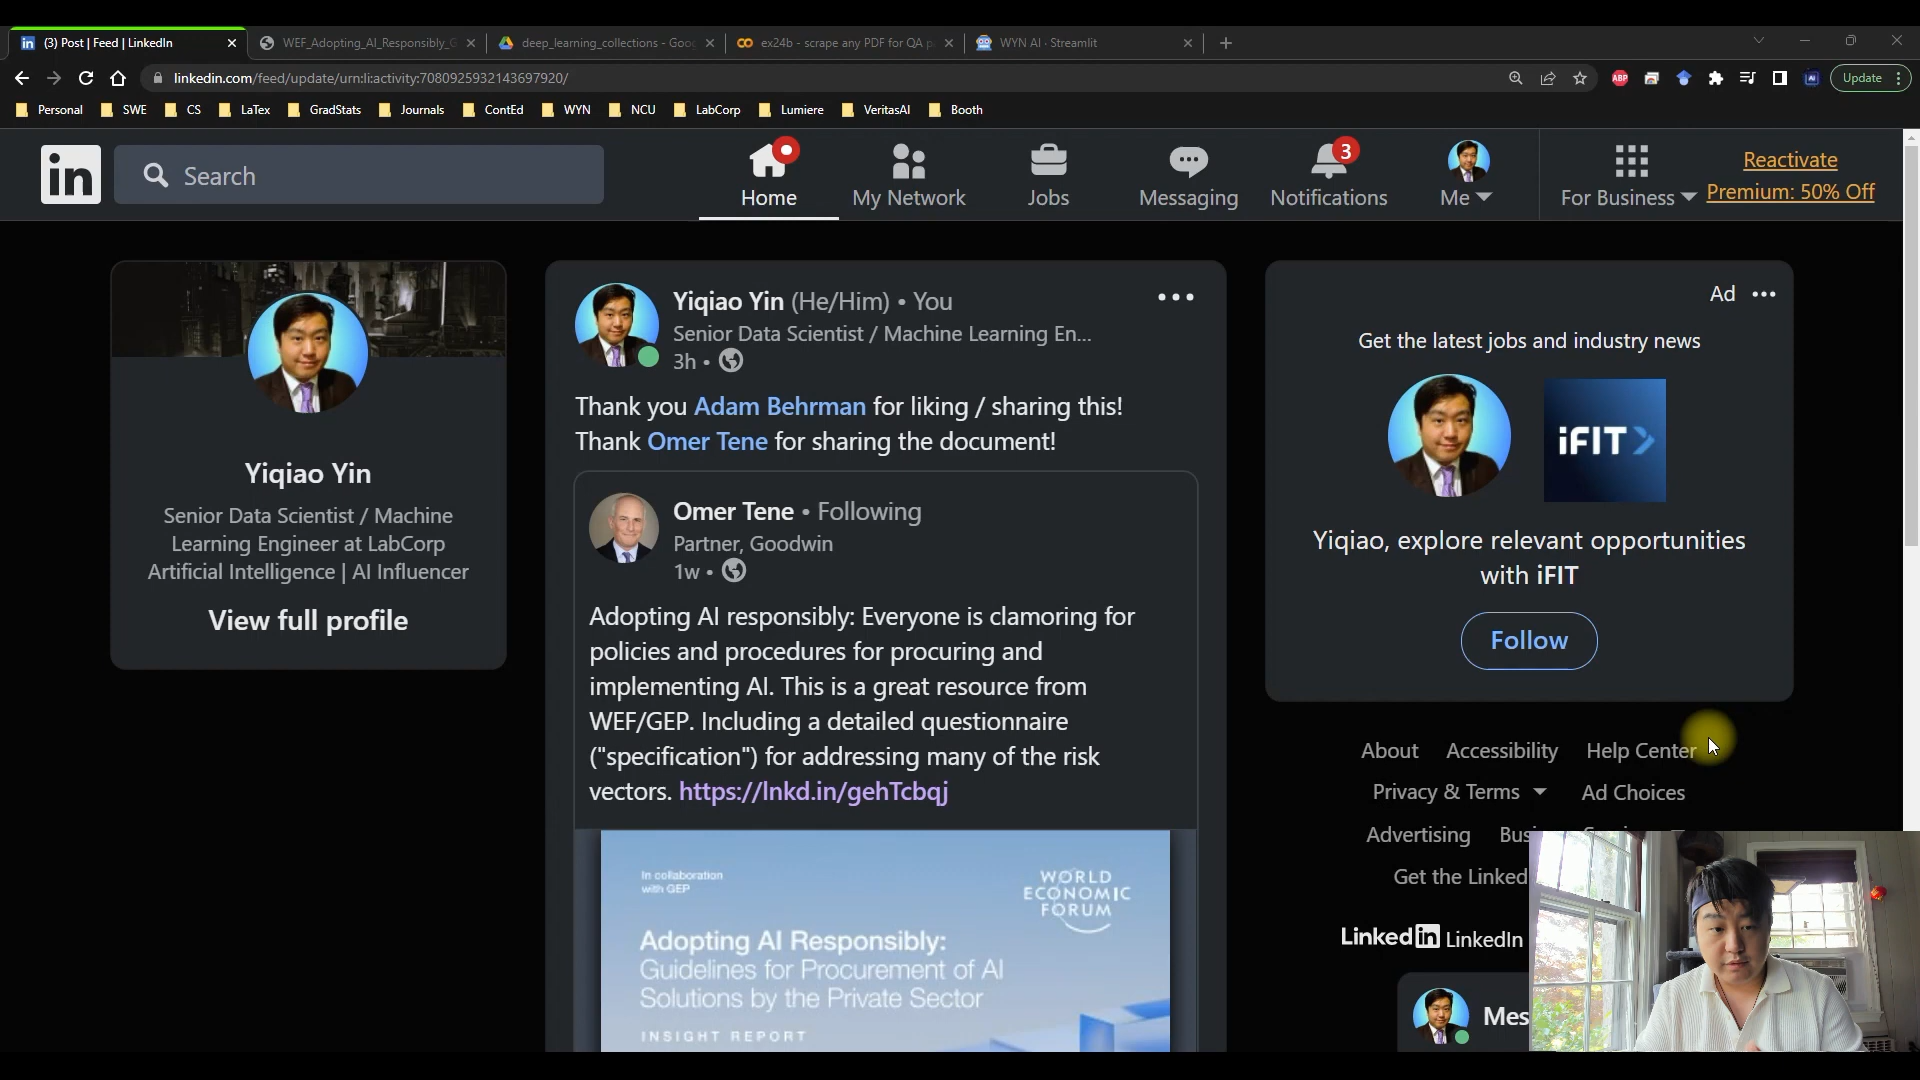 (3) Post | Feed | LinkedIn
WEF_Adopting_AI_Responsibly_G
deep_learning_collections - Goog
ex24b - scrape any PDF for QA p
WYN AI · Streamlit
linkedin.com/feed/update/urn:li:activity:7080925932143697920/
ABP
Update
Personal
SWE
CS
LaTex
GradStats
Journals
ContEd
WYN
NCU
LabCorp
Lumiere
VeritasAI
Booth
in
Search
Home
My Network
Jobs
Messaging
3
Notifications
Me
For Business
Reactivate
Premium: 50% Off
Yiqiao Yin
Senior Data Scientist / Machine
Learning Engineer at LabCorp
Artificial Intelligence | AI Influencer
View full profile
Yiqiao Yin (He/Him) • You
Senior Data Scientist / Machine Learning En...
3h •
Thank you Adam Behrman for liking / sharing this!
Thank Omer Tene for sharing the document!
Omer Tene • Following
Partner, Goodwin
1w •
Adopting AI responsibly: Everyone is clamoring for
policies and procedures for procuring and
implementing AI. This is a great resource from
WEF/GEP. Including a detailed questionnaire
("specification") for addressing many of the risk
vectors. https://lnkd.in/gehTcbqj
In collaboration
with GEP
WORLD
ECONOMIC
FORUM
Adopting AI Responsibly:
Guidelines for Procurement of AI
Solutions by the Private Sector
INSIGHT REPORT
Ad
Get the latest jobs and industry news
iFIT
Yiqiao, explore relevant opportunities
with iFIT
Follow
About
Accessibility
Help Center
Privacy & Terms
Ad Choices
Advertising
Get the Linked
Linkedin LinkedIn
Mes